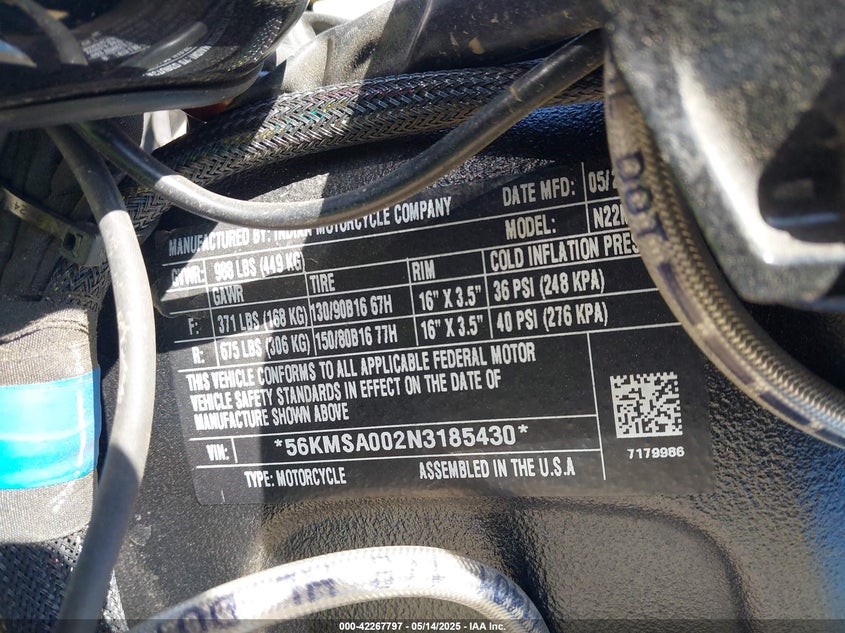 MANUFACTURED BY: INDIAN MOTORCYCLE COMPANY DATE MFD: 05/2
MODEL: N22
GVWR: 988 LBS (449 KG)
GAWR TIRE RIM COLD INFLATION PRES
F: 371 LBS (168 KG) 130/90B16 67H 16" X 3.5" 36 PSI (248 KPA)
R: 675 LBS (306 KG) 150/80B16 77H 16" X 3.5" 40 PSI (276 KPA)
THIS VEHICLE CONFORMS TO ALL APPLICABLE FEDERAL MOTOR
VEHICLE SAFETY STANDARDS IN EFFECT ON THE DATE OF
MANUFACTURE SHOWN ABOVE
VIN: *56KMSA002N3185430*
7179986
TYPE: MOTORCYCLE ASSEMBLED IN THE U.S.A
DOT
000-42267797 - 05/14/2025 - IAA Inc.